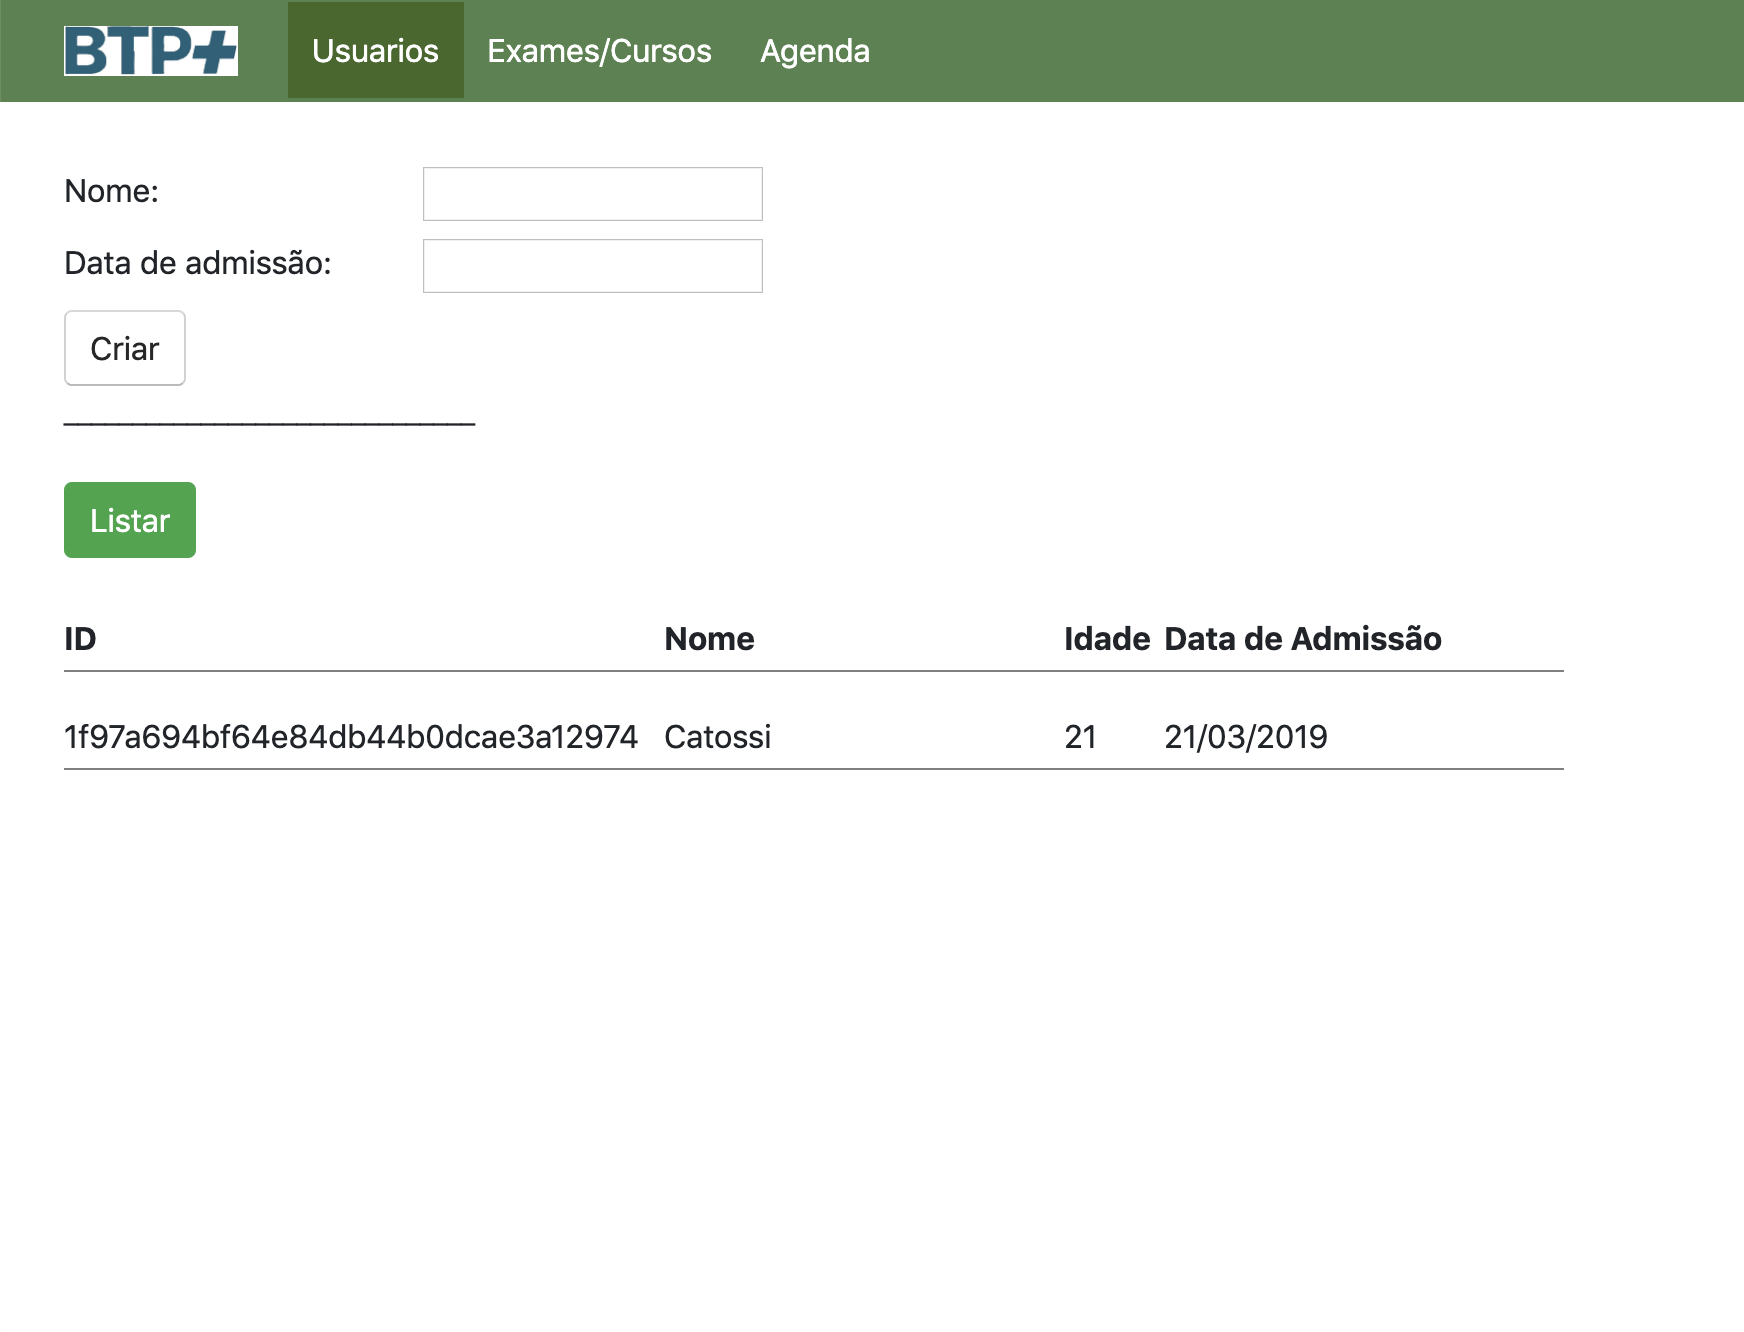 BTP+ Usuarios Exames/Cursos Agenda
Nome:
Data de admissão:
Criar
______________________________
Listar
ID Nome Idade Data de Admissão
1f97a694bf64e84db44b0dcae3a12974 Catossi 21 21/03/2019